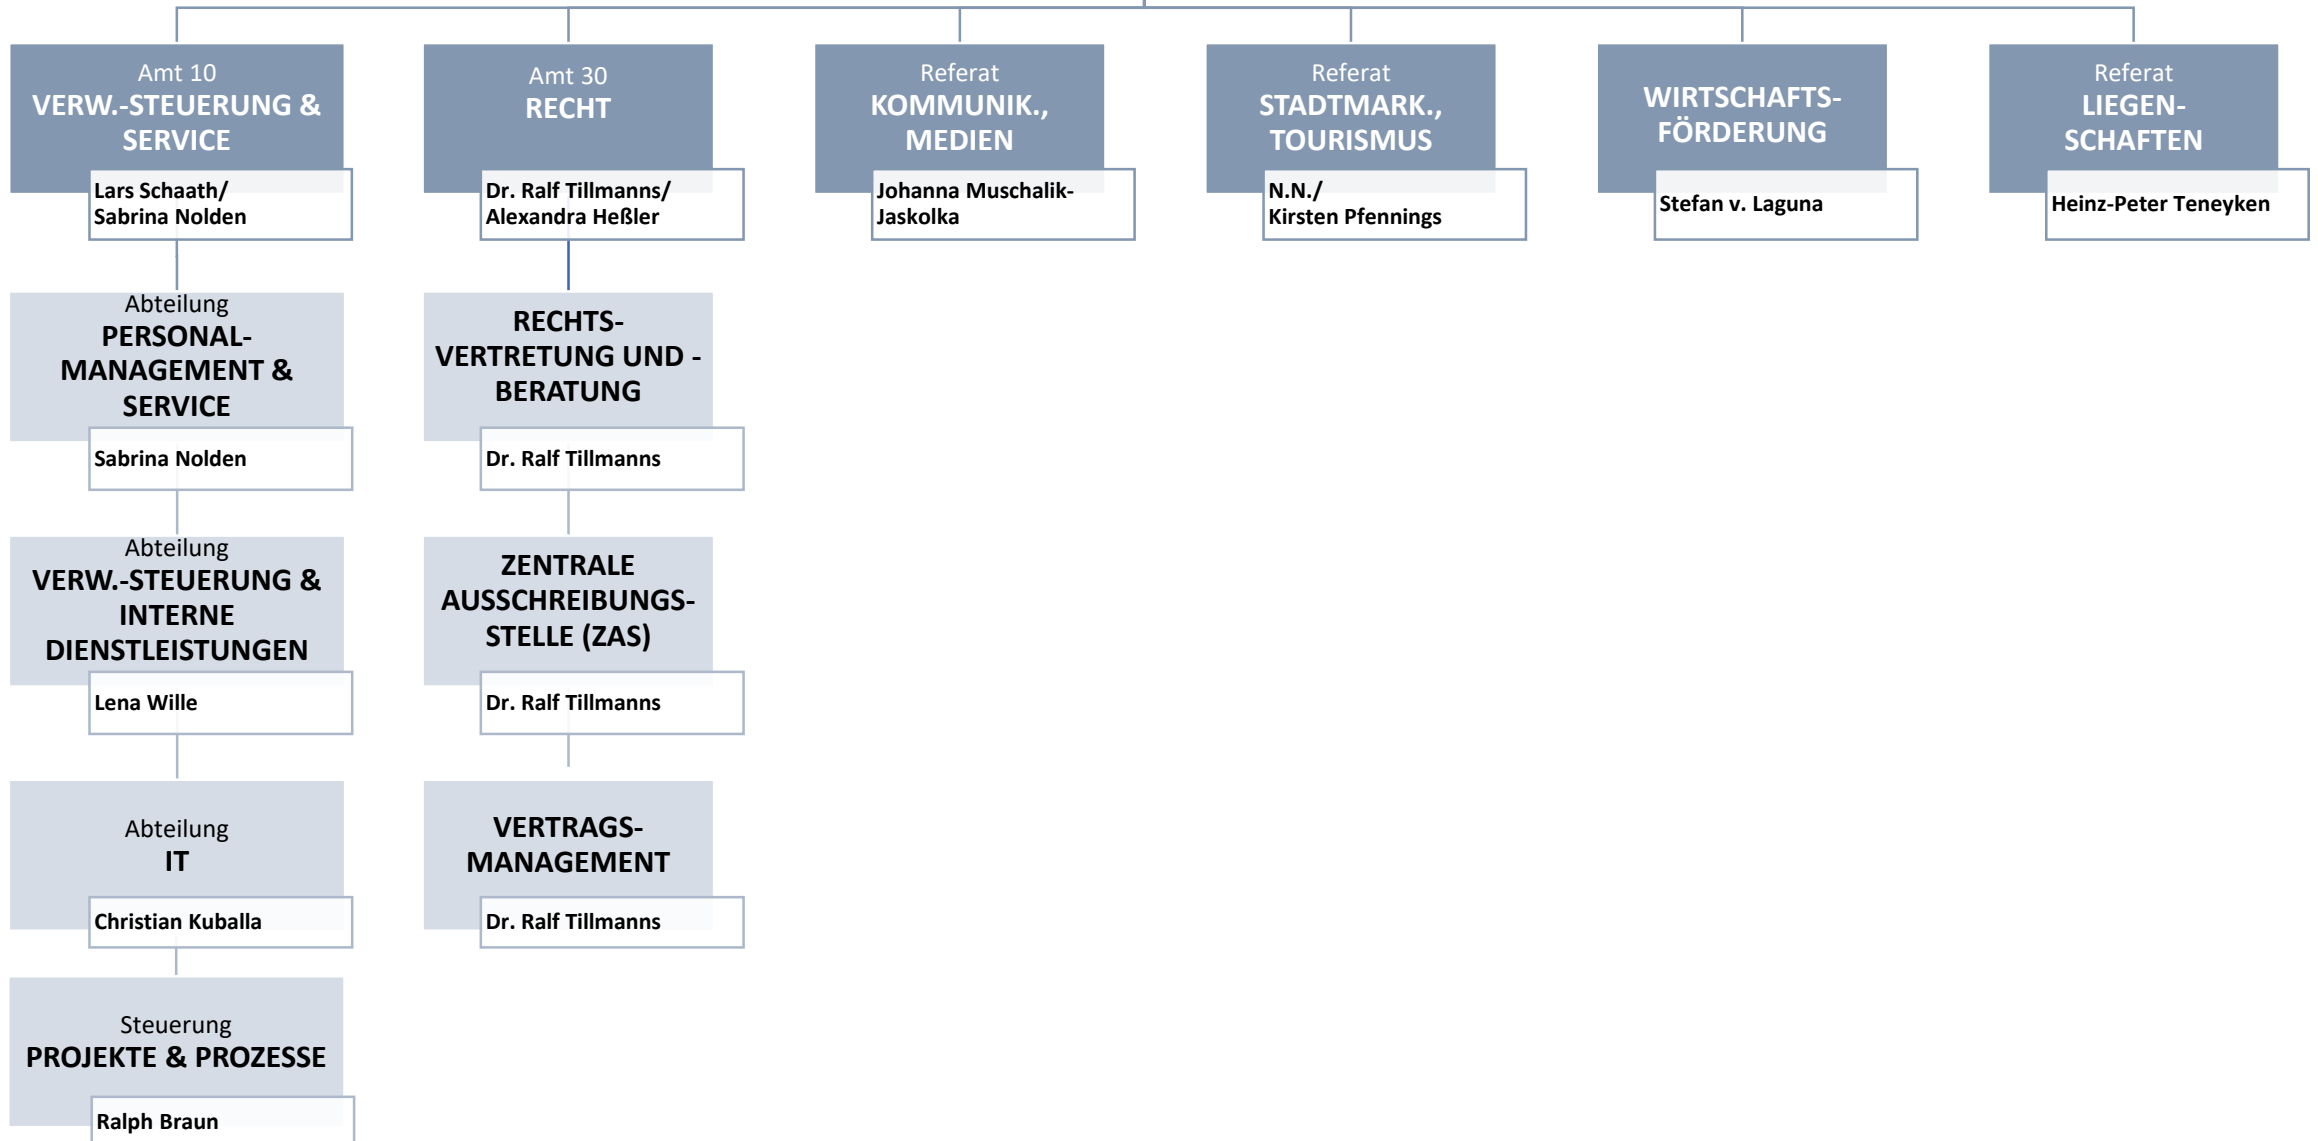 Amt 10
VERW.-STEUERUNG &
SERVICE
Lars Schaath/
Sabrina Nolden
Amt 30
RECHT
Dr. Ralf Tillmanns/
Alexandra Heßler
Referat
KOMMUNIK.,
MEDIEN
Johanna Muschalik-
Jaskolka
Referat
STADTMARK.,
TOURISMUS
N.N./
Kirsten Pfennings
WIRTSCHAFTS-
FÖRDERUNG
Stefan v. Laguna
Referat
LIEGEN-
SCHAFTEN
Heinz-Peter Teneyken
Abteilung
PERSONAL-
MANAGEMENT &
SERVICE
Sabrina Nolden
Abteilung
VERW.-STEUERUNG &
INTERNE
DIENSTLEISTUNGEN
Lena Wille
Abteilung
IT
Christian Kuballa
Steuerung
PROJEKTE & PROZESSE
Ralph Braun
RECHTS-
VERTRETUNG UND -
BERATUNG
Dr. Ralf Tillmanns
ZENTRALE
AUSSCHREIBUNGS-
STELLE (ZAS)
Dr. Ralf Tillmanns
VERTRAGS-
MANAGEMENT
Dr. Ralf Tillmanns